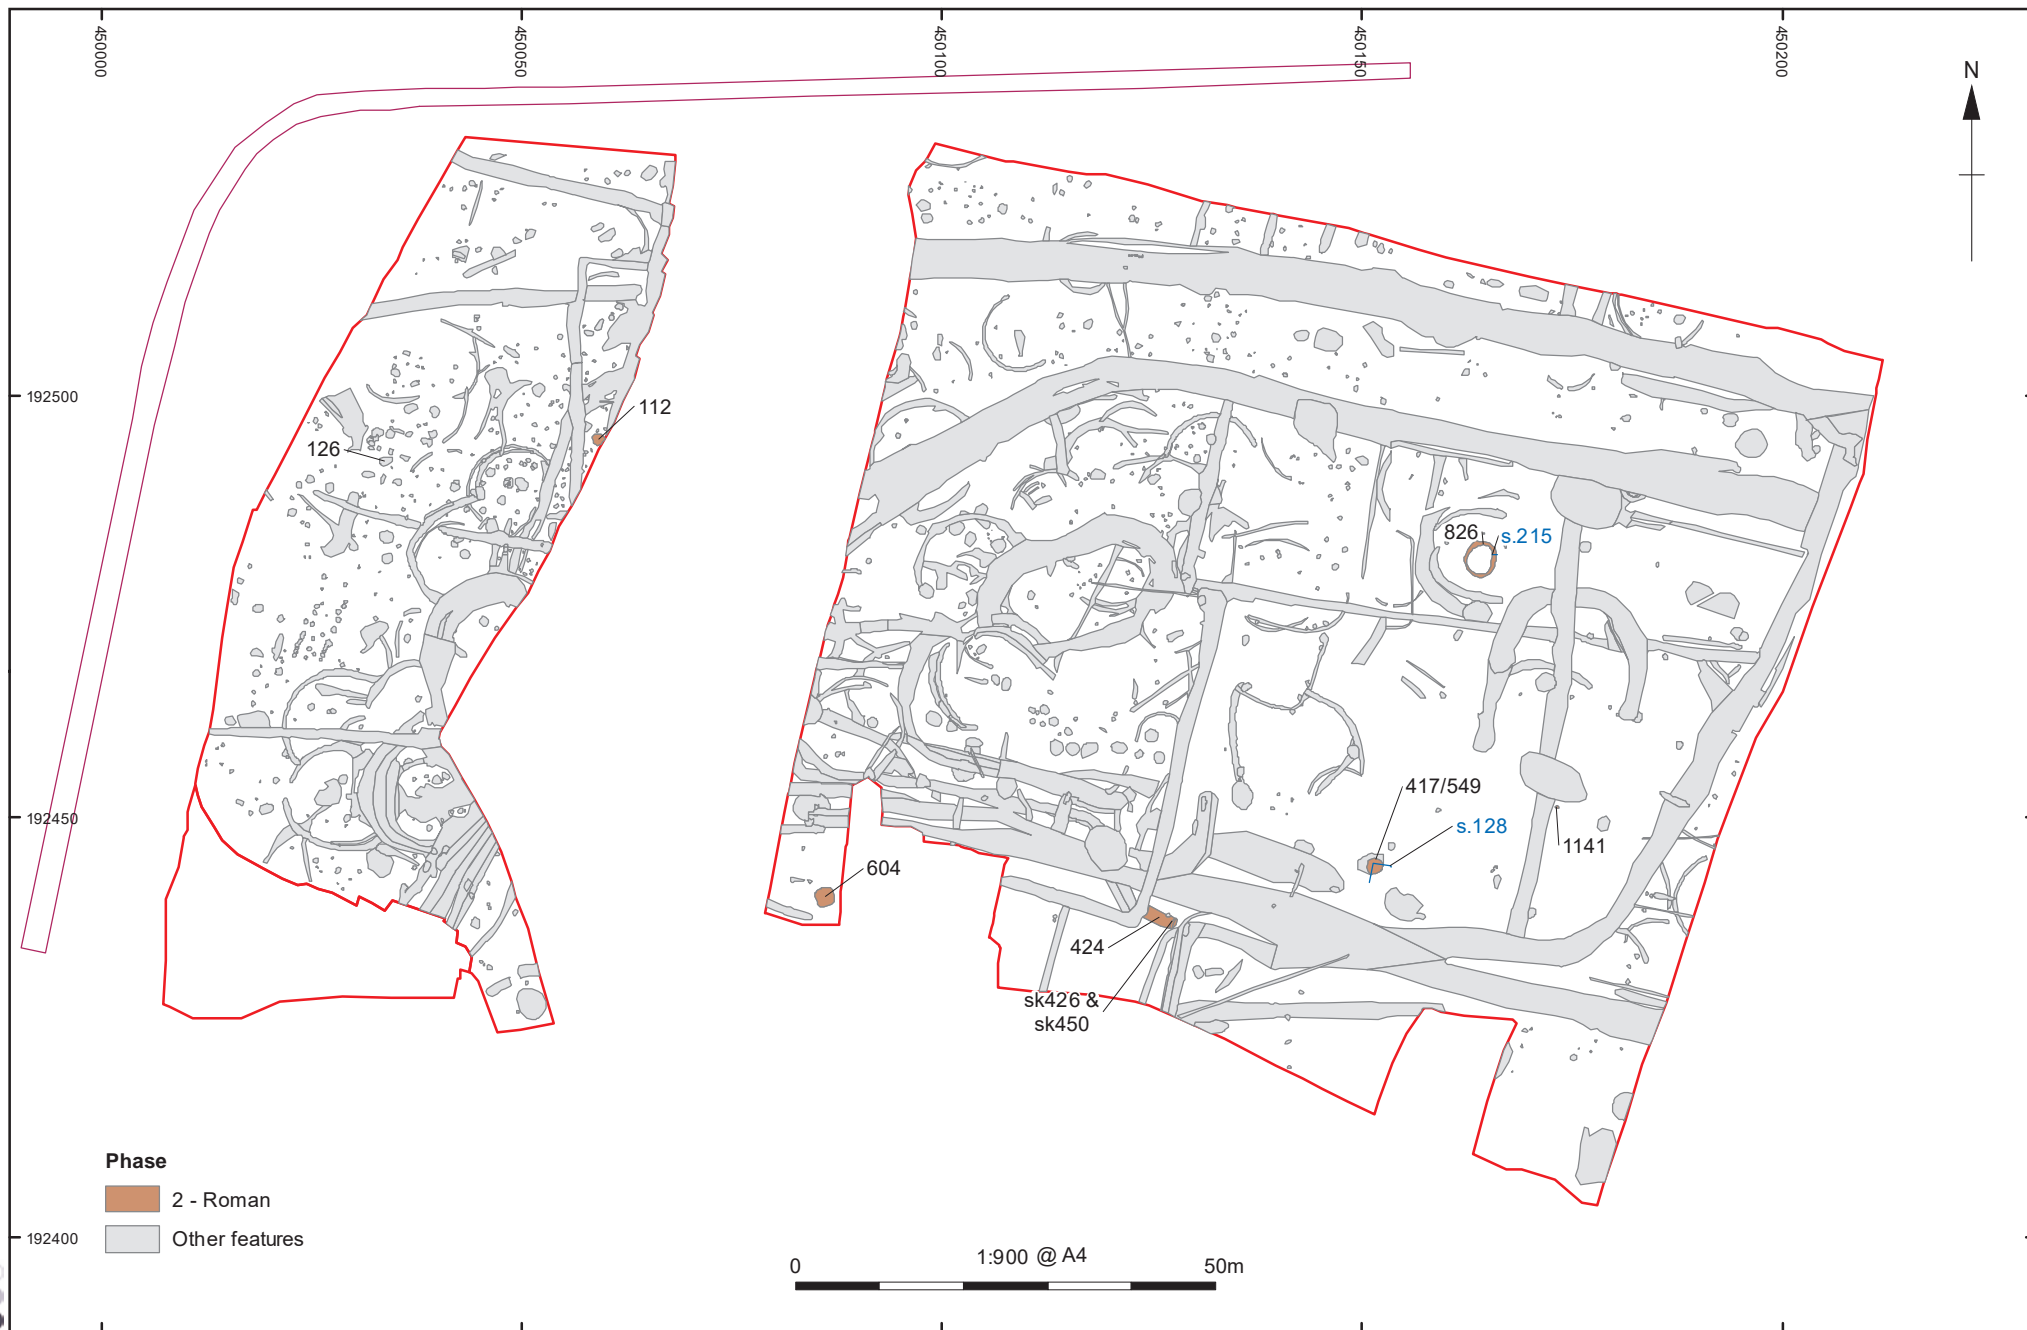 450000
450050
450100
450150
450200
N
192500
112
126
826
s.215
417/549
s.128
192450
1141
604
424
sk426 &
sk450
Phase
2 - Roman
Other features
192400
1:900 @ A4
0
50m